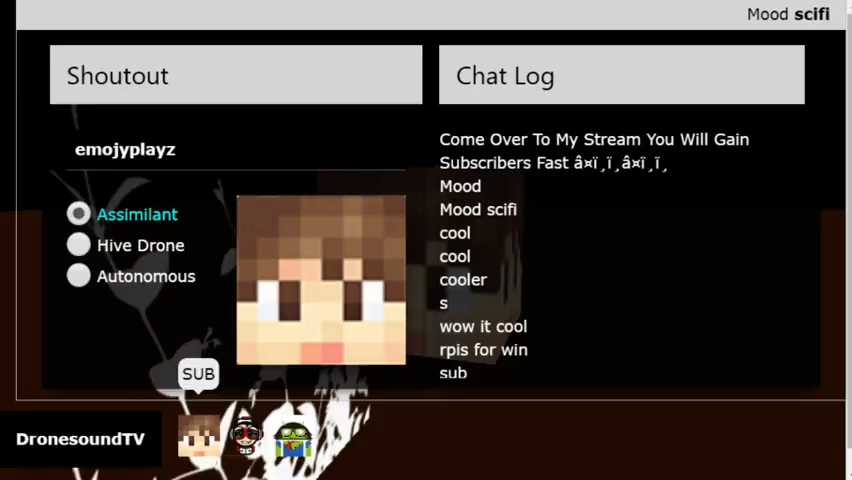 Mood scifi
Shoutout
emojyplayz
Assimilant
Hive Drone
Autonomous
Chat Log
Come Over To My Stream You Will Gain
Subscribers Fast â¤ï¸ï¸â¤ï¸ï¸
Mood
Mood scifi
cool
cool
cooler
s
wow it cool
rpis for win
sub
SUB
DronesoundTV